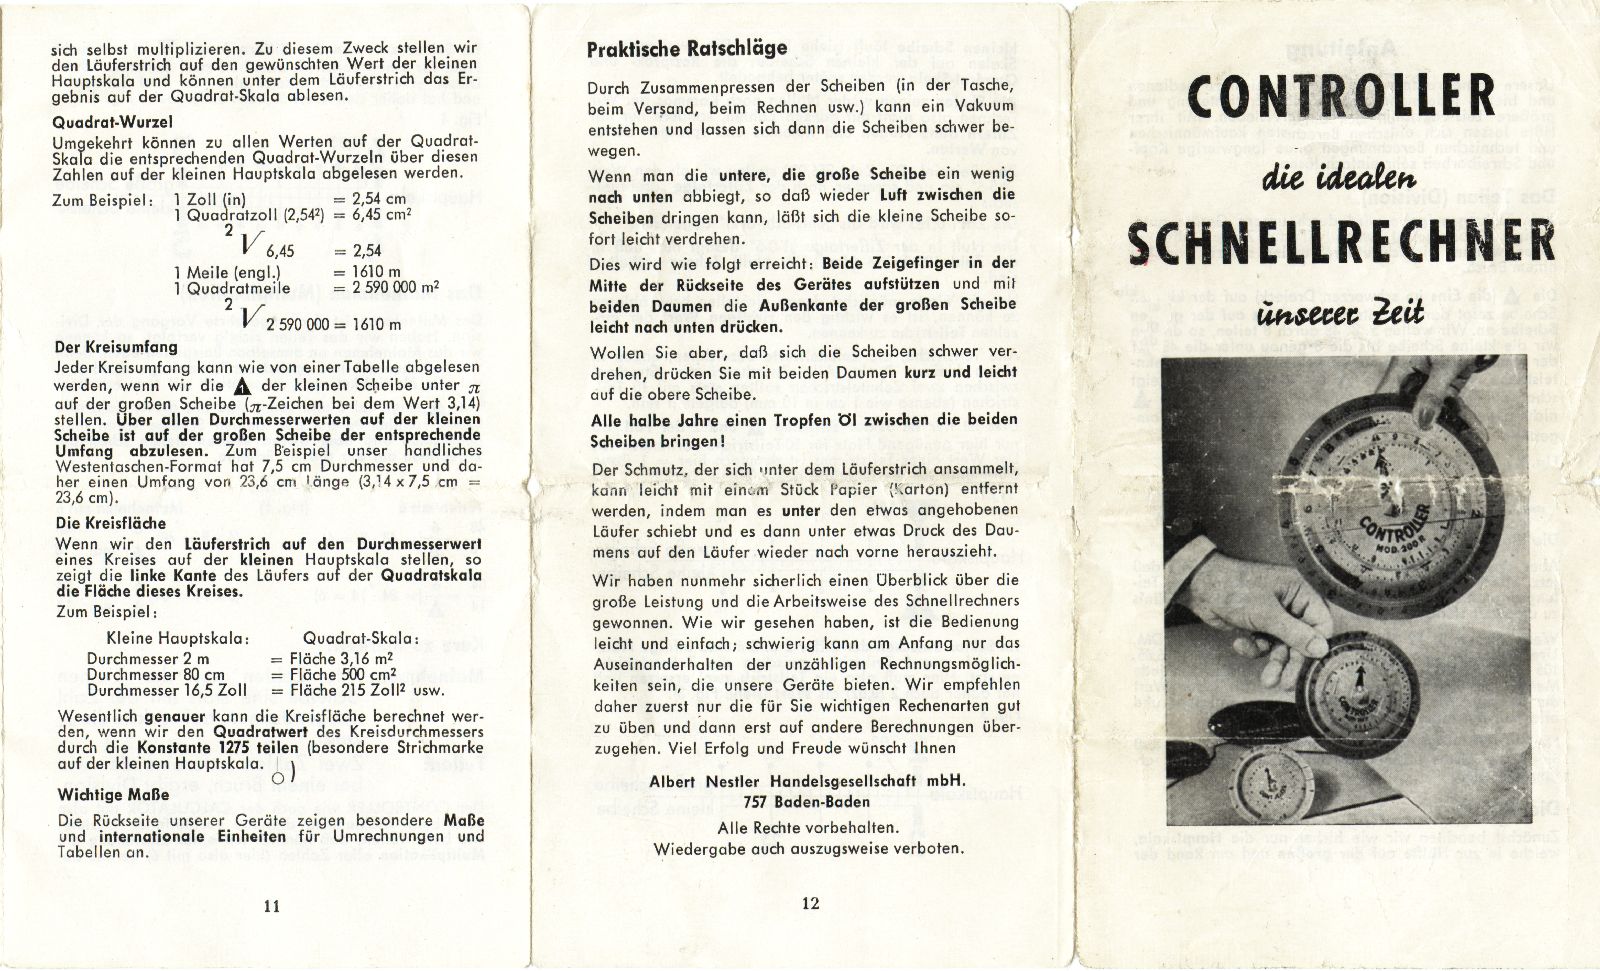 sich selbst multiplizieren. Zu diesem Zweck stellen wir
den Läuferstrich auf den gewünschten Wert der kleinen
Hauptskala und können unter dem Läuferstrich das Er-
gebnis auf der Quadrat-Skala ablesen.
Quadrat-Wurzel
Umgekehrt können zu allen Werten auf der Quadrat-
Skala die entsprechenden Quadrat-Wurzeln über diesen
Zahlen auf der kleinen Hauptskala abgelesen werden.
Zum Beispiel: 1 Zoll (in) = 2,54 cm
1 Quadratzoll (2,54²) = 6,45 cm²
2 √ 6,45 = 2,54
1 Meile (engl.) = 1610 m
1 Quadratmeile = 2 590 000 m²
2 √ 2 590 000 = 1610 m
Der Kreisumfang
Jeder Kreisumfang kann wie von einer Tabelle abgelesen
werden, wenn wir die 1 der kleinen Scheibe unter π
auf der großen Scheibe (π-Zeichen bei dem Wert 3,14)
stellen. Über allen Durchmesserwerten auf der kleinen
Scheibe ist auf der großen Scheibe der entsprechende
Umfang abzulesen. Zum Beispiel unser handliches
Westentaschen-Format hat 7,5 cm Durchmesser und da-
her einen Umfang von 23,6 cm Länge (3,14 x 7,5 cm =
23,6 cm).
Die Kreisfläche
Wenn wir den Läuferstrich auf den Durchmesserwert
eines Kreises auf der kleinen Hauptskala stellen, so
zeigt die linke Kante des Läufers auf der Quadratskala
die Fläche dieses Kreises.
Zum Beispiel:
Kleine Hauptskala: Quadrat-Skala:
Durchmesser 2 m = Fläche 3,16 m²
Durchmesser 80 cm = Fläche 500 cm²
Durchmesser 16,5 Zoll = Fläche 215 Zoll² usw.
Wesentlich genauer kann die Kreisfläche berechnet wer-
den, wenn wir den Quadratwert des Kreisdurchmessers
durch die Konstante 1275 teilen (besondere Strichmarke
auf der kleinen Hauptskala. )
Wichtige Maße
Die Rückseite unserer Geräte zeigen besondere Maße
und internationale Einheiten für Umrechnungen und
Tabellen an.
11
Praktische Ratschläge
Durch Zusammenpressen der Scheiben (in der Tasche,
beim Versand, beim Rechnen usw.) kann ein Vakuum
entstehen und lassen sich dann die Scheiben schwer be-
wegen.
Wenn man die untere, die große Scheibe ein wenig
nach unten abbiegt, so daß wieder Luft zwischen die
Scheiben dringen kann, läßt sich die kleine Scheibe so-
fort leicht verdrehen.
Dies wird wie folgt erreicht: Beide Zeigefinger in der
Mitte der Rückseite des Gerätes aufstützen und mit
beiden Daumen die Außenkante der großen Scheibe
leicht nach unten drücken.
Wollen Sie aber, daß sich die Scheiben schwer ver-
drehen, drücken Sie mit beiden Daumen kurz und leicht
auf die obere Scheibe.
Alle halbe Jahre einen Tropfen Öl zwischen die beiden
Scheiben bringen!
Der Schmutz, der sich unter dem Läuferstrich ansammelt,
kann leicht mit einem Stück Papier (Karton) entfernt
werden, indem man es unter den etwas angehobenen
Läufer schiebt und es dann unter etwas Druck des Dau-
mens auf den Läufer wieder nach vorne herauszieht.
Wir haben nunmehr sicherlich einen Überblick über die
große Leistung und die Arbeitsweise des Schnellrechners
gewonnen. Wie wir gesehen haben, ist die Bedienung
leicht und einfach; schwierig kann am Anfang nur das
Auseinanderhalten der unzähligen Rechnungsmöglich-
keiten sein, die unsere Geräte bieten. Wir empfehlen
daher zuerst nur die für Sie wichtigen Rechenarten gut
zu üben und dann erst auf andere Berechnungen über-
zugehen. Viel Erfolg und Freude wünscht Ihnen
Albert Nestler Handelsgesellschaft mbH.
757 Baden-Baden
Alle Rechte vorbehalten.
Wiedergabe auch auszugsweise verboten.
12
CONTROLLER
die idealen
SCHNELLRECHNER
unserer Zeit
CONTROLLER
MOD. 200 R
CONTROLLER